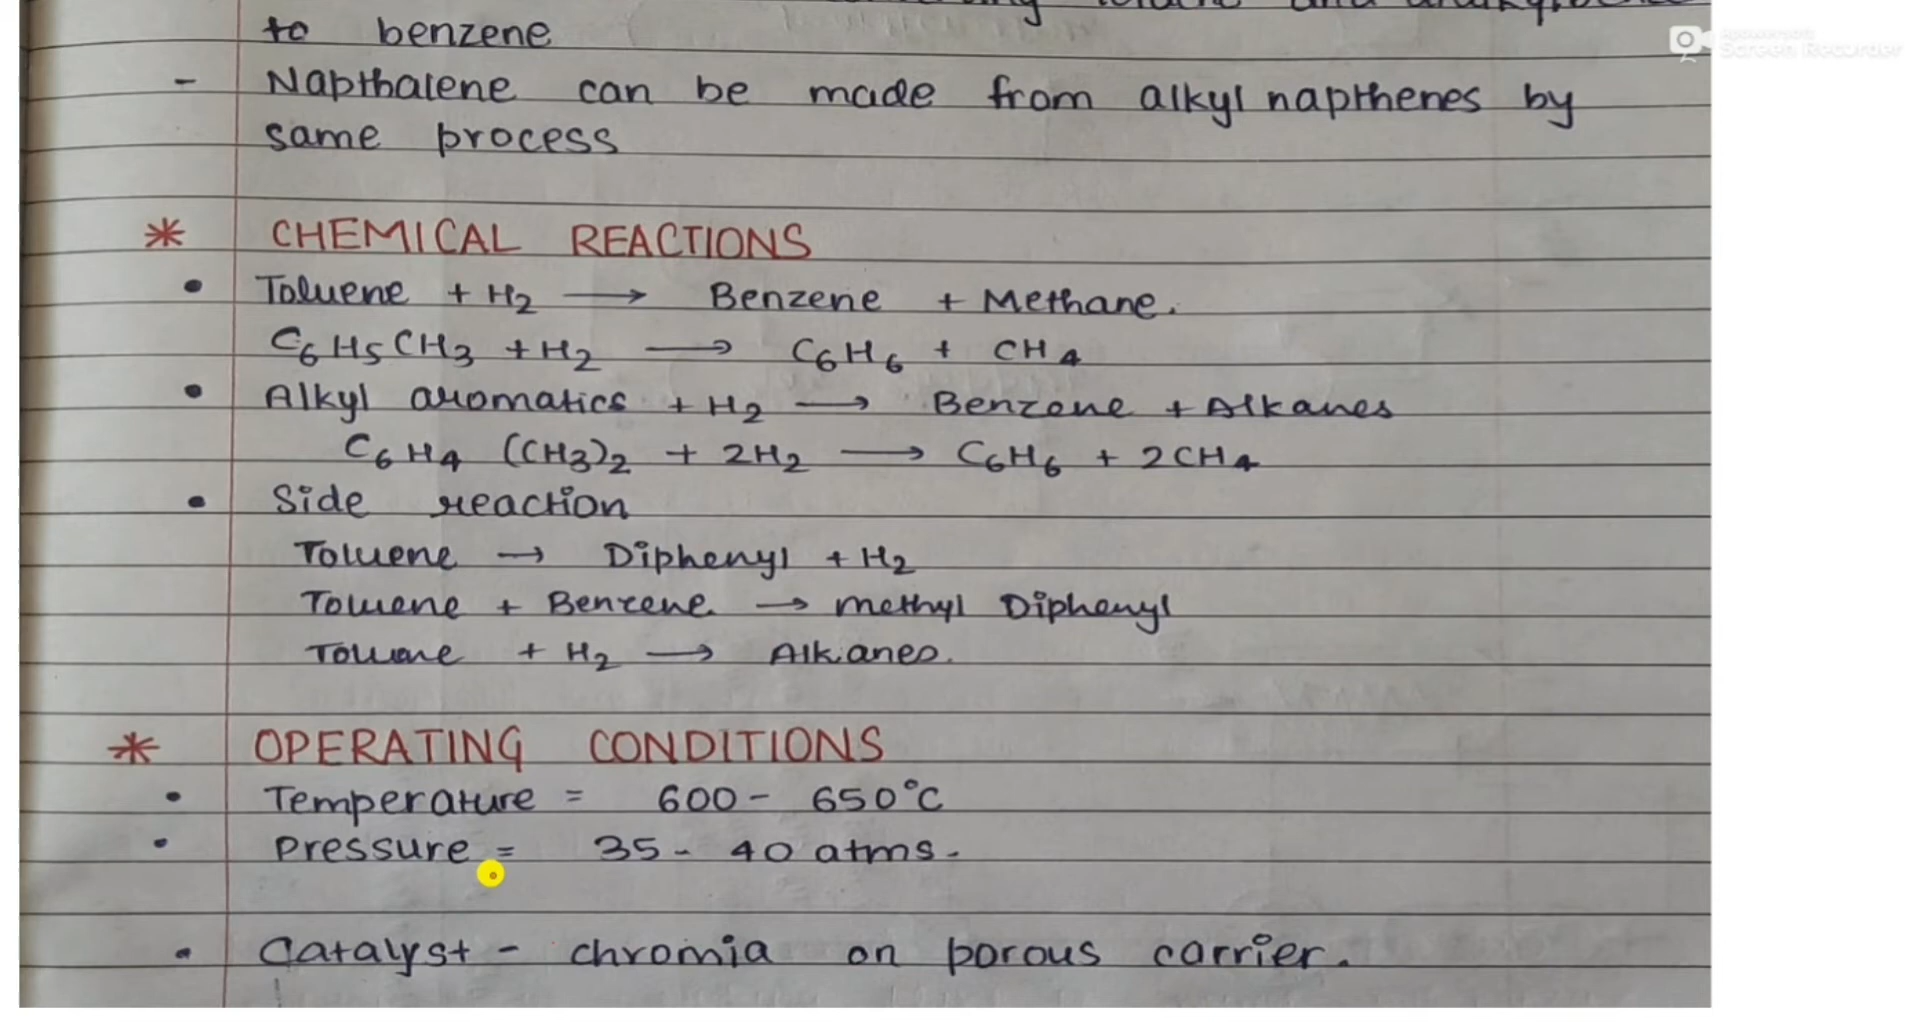 to benzene
- Napthalene can be made from alkyl napthenes by
same process
* CHEMICAL REACTIONS
• Toluene + H2 → Benzene + Methane.
C6H5CH3 + H2 → C6H6 + CH4
• Alkyl aromatics + H2 → Benzene + Alkanes
C6H4 (CH3)2 + 2H2 → C6H6 + 2CH4
• Side reaction
Toluene → Diphenyl + H2
Toluene + Benzene → methyl Diphenyl
Toluene + H2 → Alkanes.
* OPERATING CONDITIONS
• Temperature = 600 - 650°C
• Pressure = 35 - 40 atms.
• Catalyst - chromia on porous carrier.
Screen Recorder